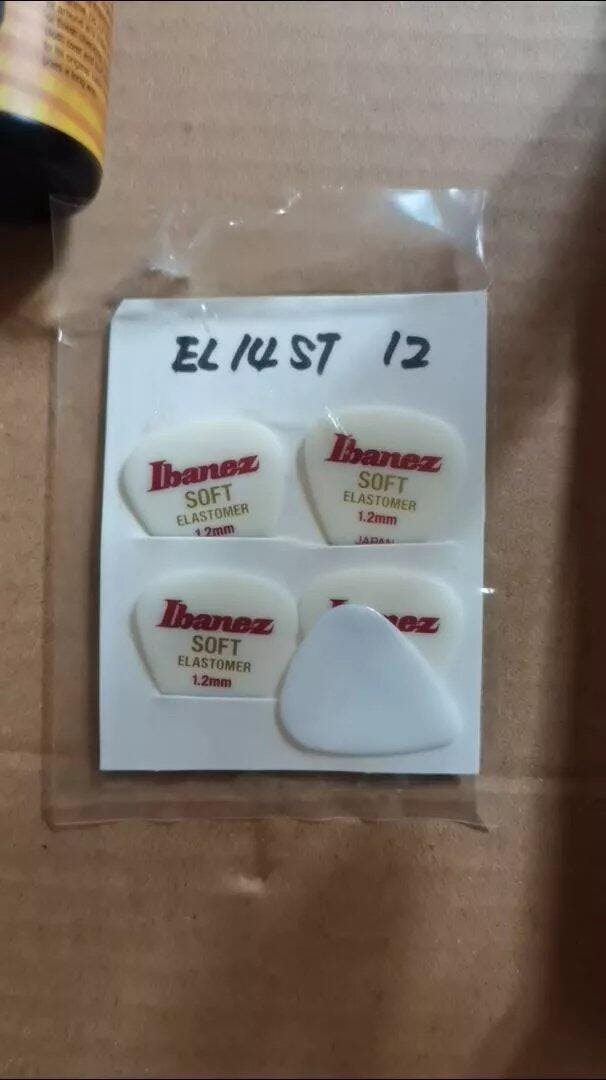 EL14ST 12
Ibanez
SOFT
ELASTOMER
1.2mm
Ibanez
SOFT
ELASTOMER
1.2mm
JAPAN
Ibanez
SOFT
ELASTOMER
1.2mm